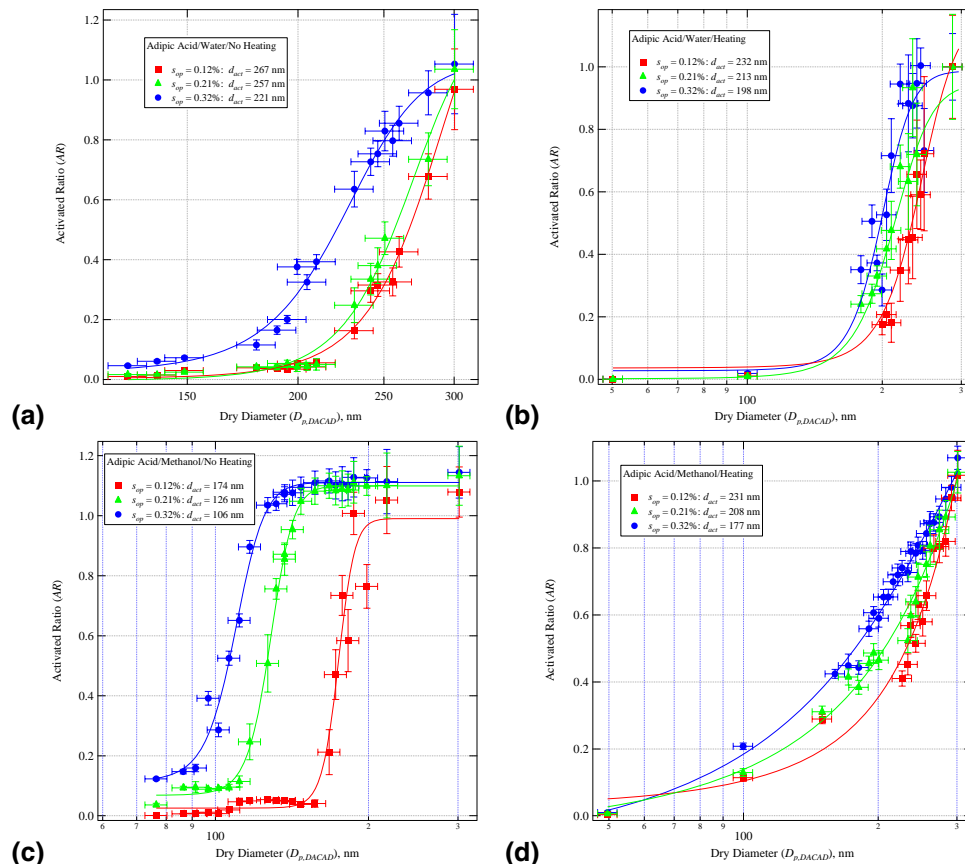 (a)
1.2
1.0
0.8
0.6
0.4
0.2
0.0
Activated Ratio (AR)
Adipic Acid/Water/No Heating
s_op = 0.12%: d_act = 267 nm
s_op = 0.21%: d_act = 257 nm
s_op = 0.32%: d_act = 221 nm
150 200 250 300
Dry Diameter (D_p,DACAD), nm
(b)
1.0
0.8
0.6
0.4
0.2
0.0
Activated Ratio (AR)
Adipic Acid/Water/Heating
s_op = 0.12%: d_act = 232 nm
s_op = 0.21%: d_act = 213 nm
s_op = 0.32%: d_act = 198 nm
5 6 7 8 9 100 2 3
Dry Diameter (D_p,DACAD), nm
(c)
1.2
1.0
0.8
0.6
0.4
0.2
0.0
Activated Ratio (AR)
Adipic Acid/Methanol/No Heating
s_op = 0.12%: d_act = 174 nm
s_op = 0.21%: d_act = 126 nm
s_op = 0.32%: d_act = 106 nm
8 9 100 2 3
Dry Diameter (D_p,DACAD), nm
(d)
1.0
0.8
0.6
0.4
0.2
0.0
Activated Ratio (AR)
Adipic Acid/Methanol/Heating
s_op = 0.12%: d_act = 231 nm
s_op = 0.21%: d_act = 208 nm
s_op = 0.32%: d_act = 177 nm
5 6 7 8 9 100 2 3
Dry Diameter (D_p,DACAD), nm